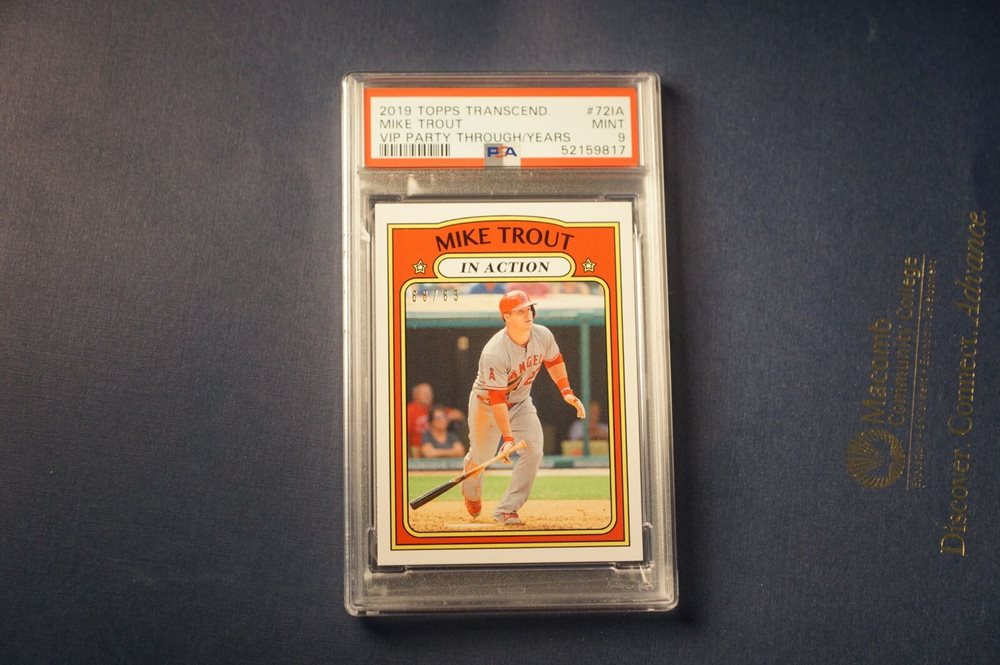 2019 TOPPS TRANSCEND. #72IA
MIKE TROUT MINT
VIP PARTY THROUGH/YEARS 9
PSA 52159817
MIKE TROUT
IN ACTION
ANGEL
A
Macomb
Community College
Discover. Connect. Advance.